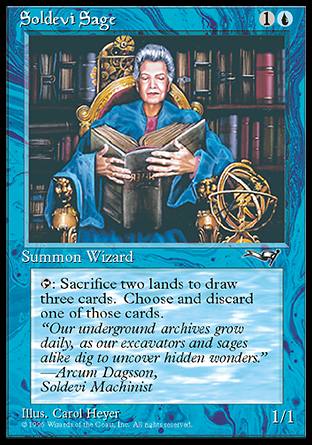 Soldevi Sage 1
Summon Wizard
: Sacrifice two lands to draw
three cards. Choose and discard
one of those cards.
“Our underground archives grow
daily, as our excavators and sages
alike dig to uncover hidden wonders.”
—Arcum Dagsson,
Soldevi Machinist
Illus. Carol Heyer 1/1
© 1996 Wizards of the Coast, Inc. All rights reserved.